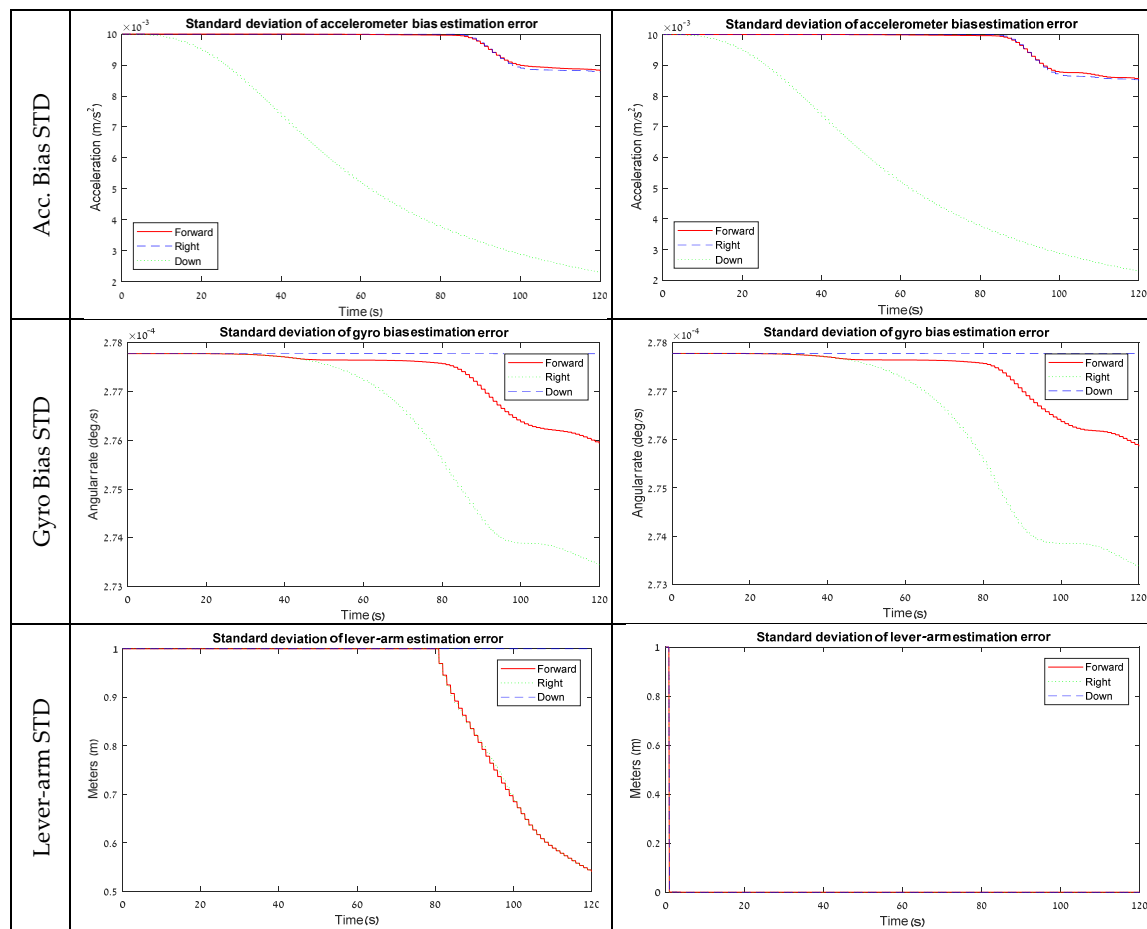 Acc. Bias STD
Standard deviation of accelerometer bias estimation error
×10⁻³
10
9
8
7
6
5
4
3
2
Acceleration (m/s²)
Forward
Right
Down
0 20 40 60 80 100 120
Time (s)
Standard deviation of accelerometer bias estimation error
×10⁻³
10
9
8
7
6
5
4
3
2
Acceleration (m/s²)
Forward
Right
Down
0 20 40 60 80 100 120
Time (s)
Gyro Bias STD
Standard deviation of gyro bias estimation error
×10⁻⁴
2.78
2.77
2.76
2.75
2.74
2.73
Angular rate (deg/s)
Forward
Right
Down
0 20 40 60 80 100 120
Time (s)
Standard deviation of gyro bias estimation error
×10⁻⁴
2.78
2.77
2.76
2.75
2.74
2.73
Angular rate (deg/s)
Forward
Right
Down
0 20 40 60 80 100 120
Time (s)
Lever-arm STD
Standard deviation of lever-arm estimation error
1
0.9
0.8
0.7
0.6
0.5
Meters (m)
Forward
Right
Down
0 20 40 60 80 100 120
Time (s)
Standard deviation of lever-arm estimation error
1
0.8
0.6
0.4
0.2
0
Meters (m)
Forward
Right
Down
0 20 40 60 80 100 120
Time (s)